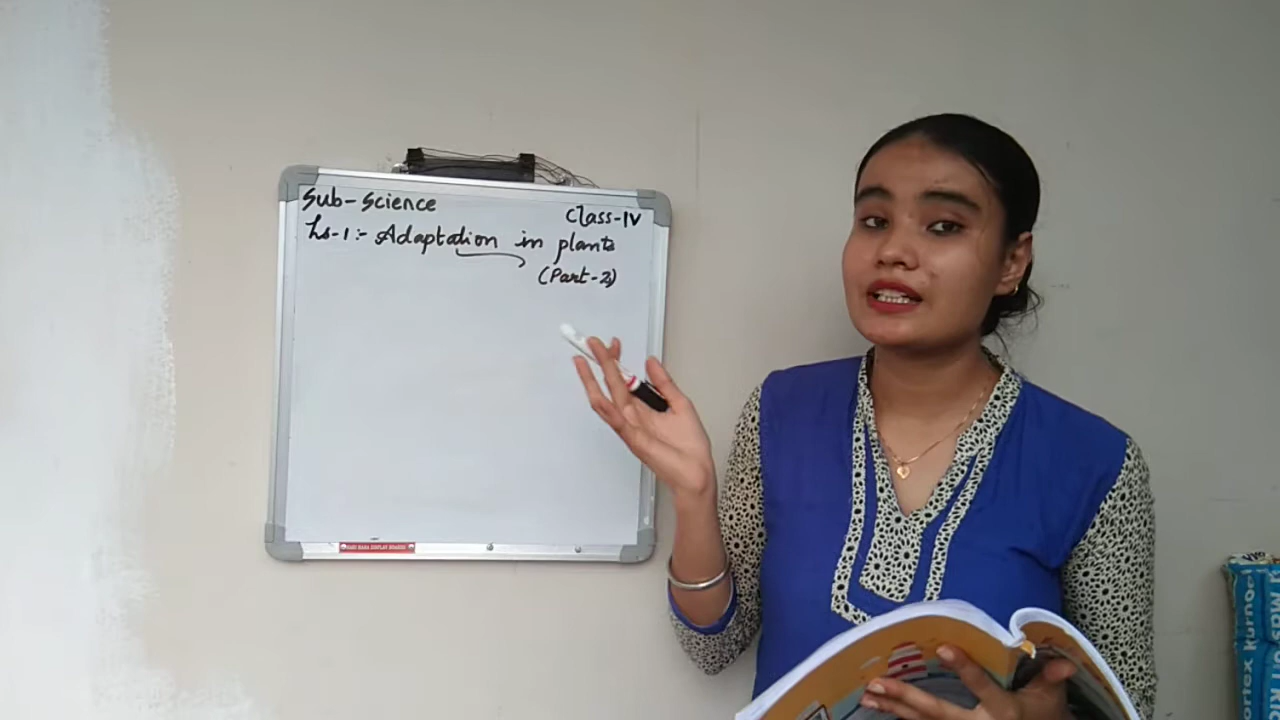 Sub-Science
Class-IV
Ls-1:- Adaptation in plants
(Part-2)